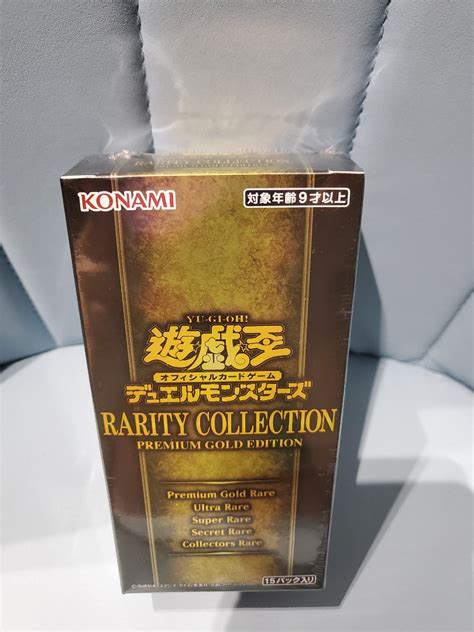 RARITY COLLECTION
KONAMI
対象年齢9才以上
YU-GI-OH!
遊戯王
オフィシャルカードゲーム
デュエルモンスターズ
RARITY COLLECTION
PREMIUM GOLD EDITION
Premium Gold Rare
Ultra Rare
Super Rare
Secret Rare
Collectors Rare
15パック入り